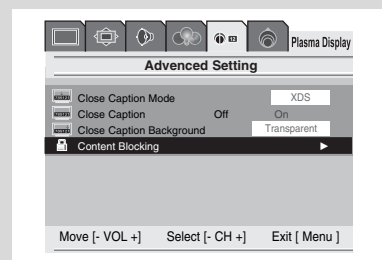 Plasma Display
Advanced Setting
Close Caption Mode XDS
Close Caption Off On
Close Caption Background Transparent
Content Blocking
Move [- VOL +] Select [- CH +] Exit [ Menu ]